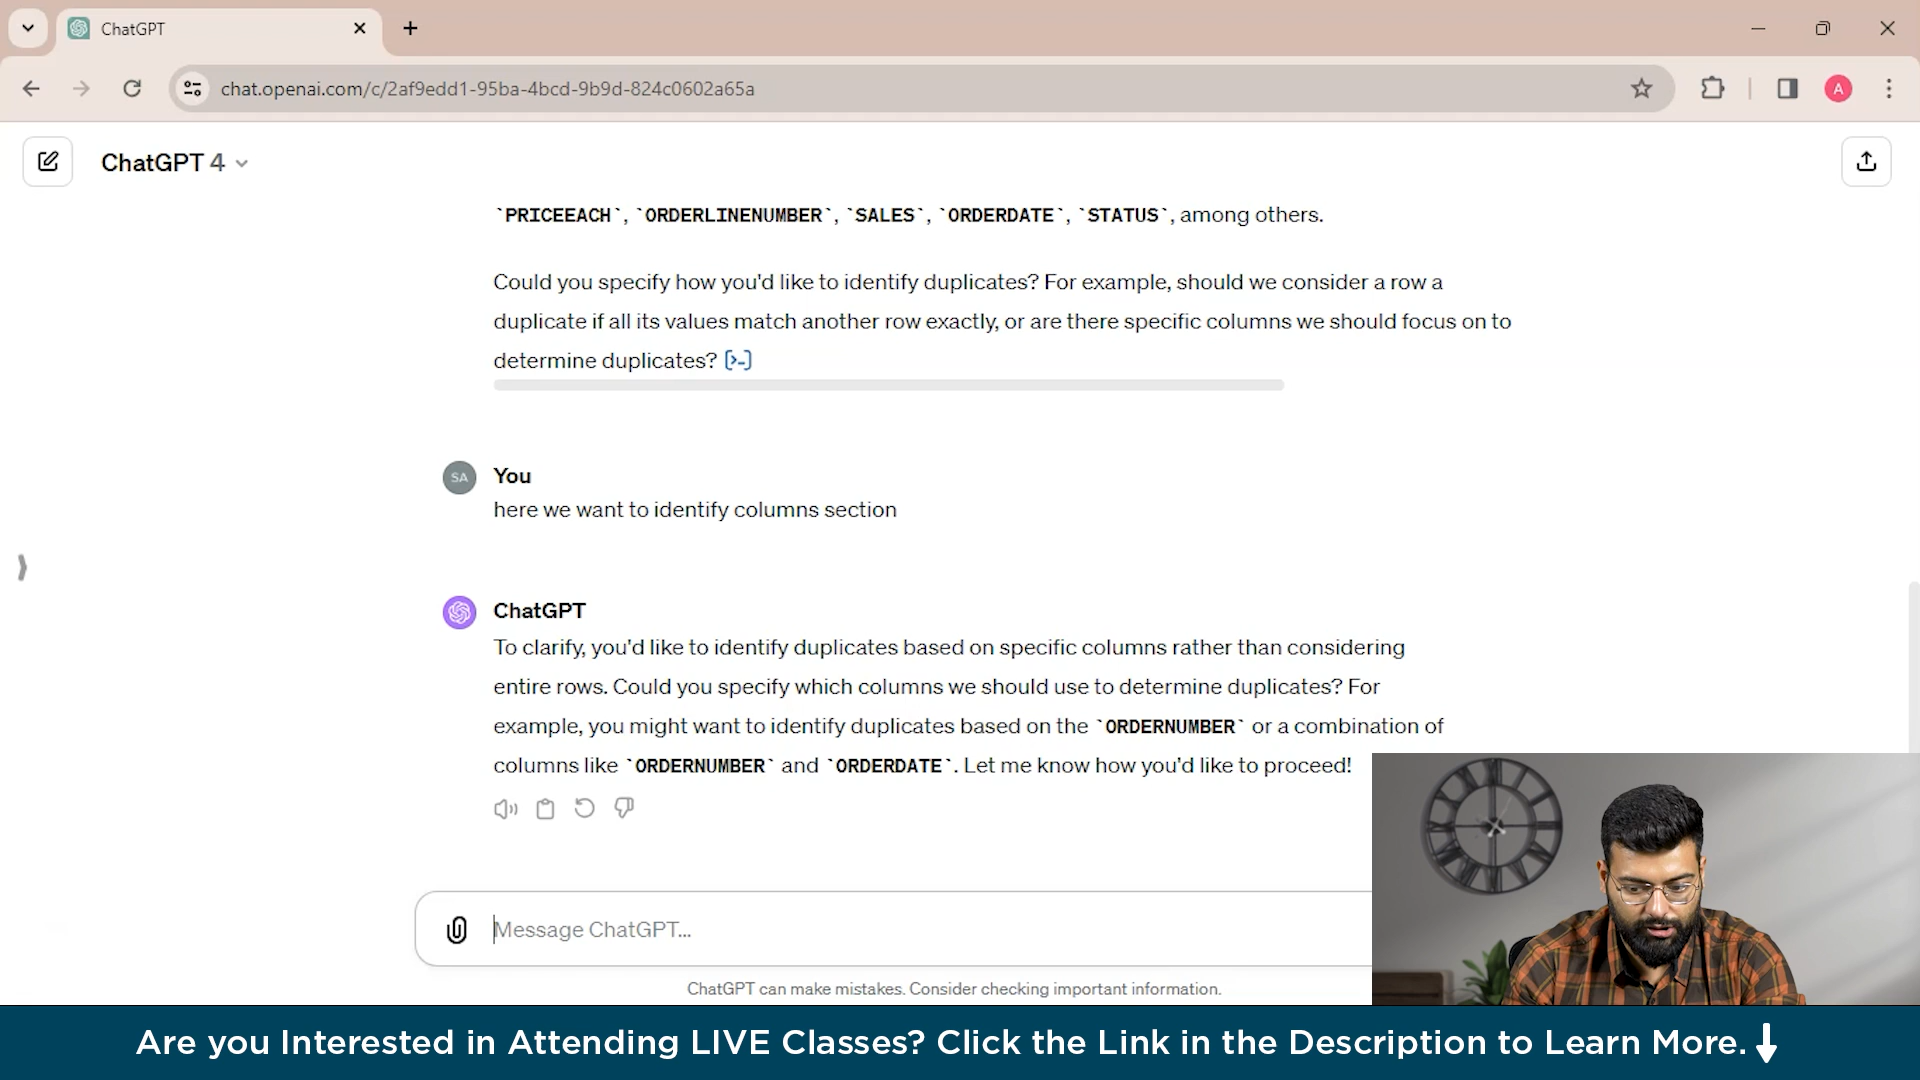 ChatGPT
chat.openai.com/c/2af9edd1-95ba-4bcd-9b9d-824c0602a65a
A
ChatGPT 4
`PRICEEACH`, `ORDERLINENUMBER`, `SALES`, `ORDERDATE`, `STATUS`, among others.
Could you specify how you'd like to identify duplicates? For example, should we consider a row a
duplicate if all its values match another row exactly, or are there specific columns we should focus on to
determine duplicates? [>-]
SA
You
here we want to identify columns section
ChatGPT
To clarify, you'd like to identify duplicates based on specific columns rather than considering
entire rows. Could you specify which columns we should use to determine duplicates? For
example, you might want to identify duplicates based on the `ORDERNUMBER` or a combination of
columns like `ORDERNUMBER` and `ORDERDATE`. Let me know how you'd like to proceed!
Message ChatGPT...
ChatGPT can make mistakes. Consider checking important information.
Are you Interested in Attending LIVE Classes? Click the Link in the Description to Learn More.